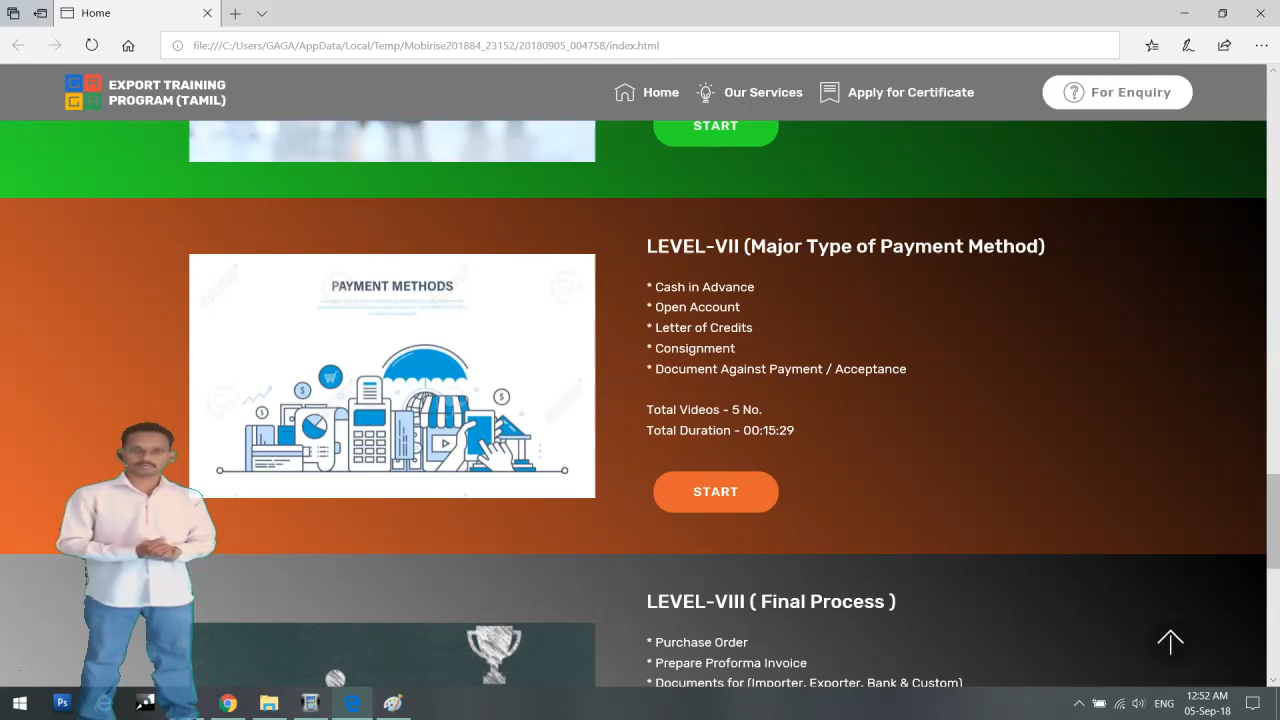 Home
file:///C:/Users/GAGA/AppData/Local/Temp/Mobirise201884_23152/20180905_004758/index.html
GAGA
EXPORT TRAINING
PROGRAM (TAMIL)
Home
Our Services
Apply for Certificate
? For Enquiry
START
LEVEL-VII (Major Type of Payment Method)
* Cash in Advance
* Open Account
* Letter of Credits
* Consignment
* Document Against Payment / Acceptance
Total Videos - 5 No.
Total Duration - 00:15:29
START
PAYMENT METHODS
LEVEL-VIII ( Final Process )
* Purchase Order
* Prepare Proforma Invoice
* Documents for (Importer, Exporter, Bank & Custom)
Ps
ENG
12:52 AM
05-Sep-18